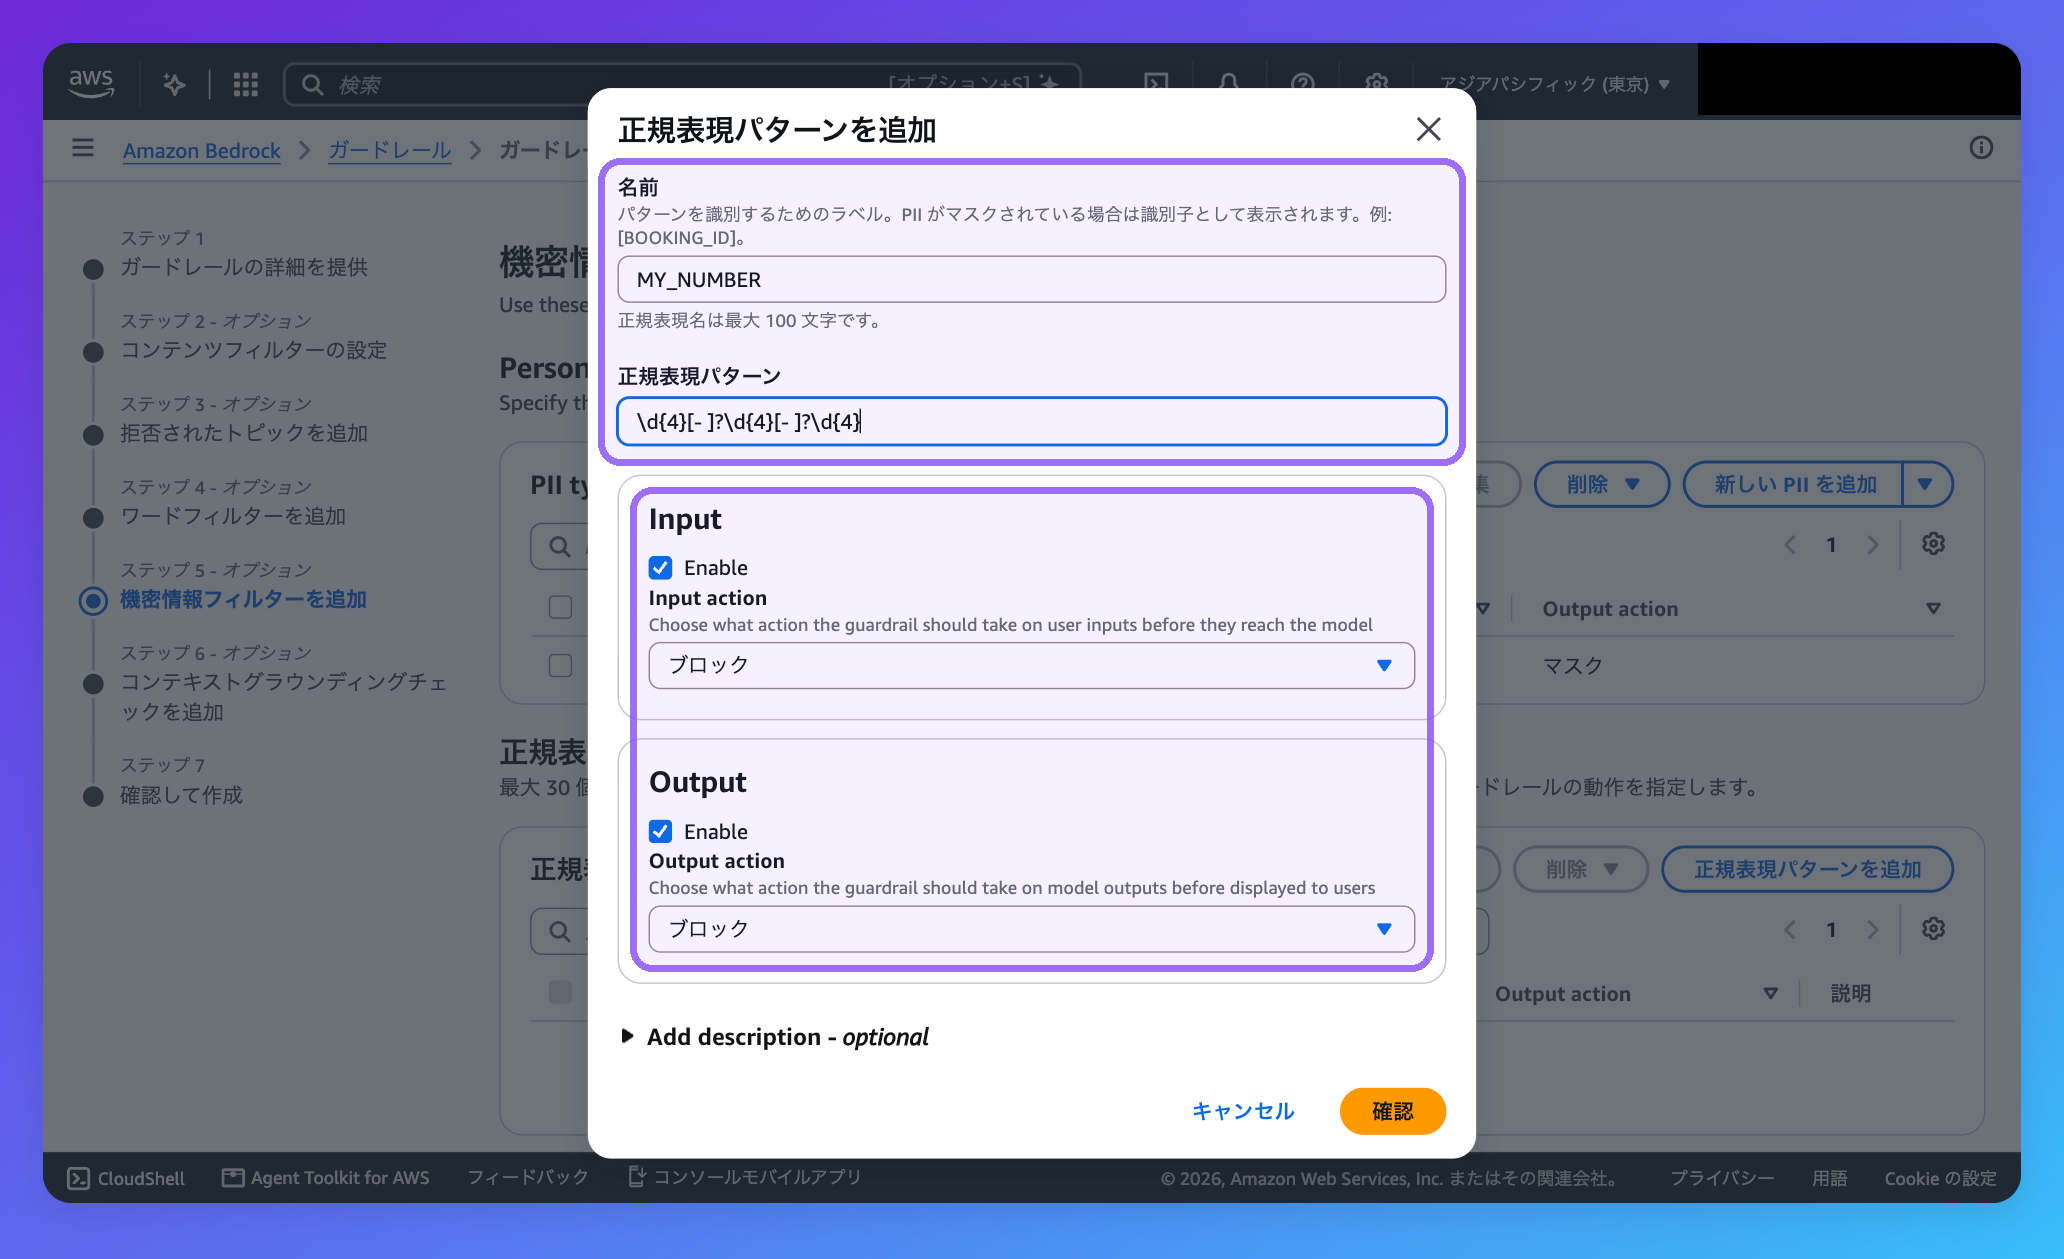 aws
検索
[オプション+S]
アジアパシフィック (東京)
Amazon Bedrock
ガードレール
ガードレー
ステップ 1
ガードレールの詳細を提供
ステップ 2 - オプション
コンテンツフィルターの設定
ステップ 3 - オプション
拒否されたトピックを追加
ステップ 4 - オプション
ワードフィルターを追加
ステップ 5 - オプション
機密情報フィルターを追加
ステップ 6 - オプション
コンテキストグラウンディングチェ
ックを追加
ステップ 7
確認して作成
機密情
Use these
Person
Specify th
PII ty
削除
新しい PII を追加
1
Output action
マスク
正規表
最大 30 個
ドレールの動作を指定します。
正規
削除
正規表現パターンを追加
1
Output action
説明
正規表現パターンを追加
名前
パターンを識別するためのラベル。PII がマスクされている場合は識別子として表示されます。例:
[BOOKING_ID]。
MY_NUMBER
正規表現名は最大 100 文字です。
正規表現パターン
\d{4}[- ]?\d{4}[- ]?\d{4}
Input
Enable
Input action
Choose what action the guardrail should take on user inputs before they reach the model
ブロック
Output
Enable
Output action
Choose what action the guardrail should take on model outputs before displayed to users
ブロック
Add description - optional
キャンセル
確認
CloudShell
Agent Toolkit for AWS
フィードバック
コンソールモバイルアプリ
© 2026, Amazon Web Services, Inc. またはその関連会社。
プライバシー
用語
Cookie の設定